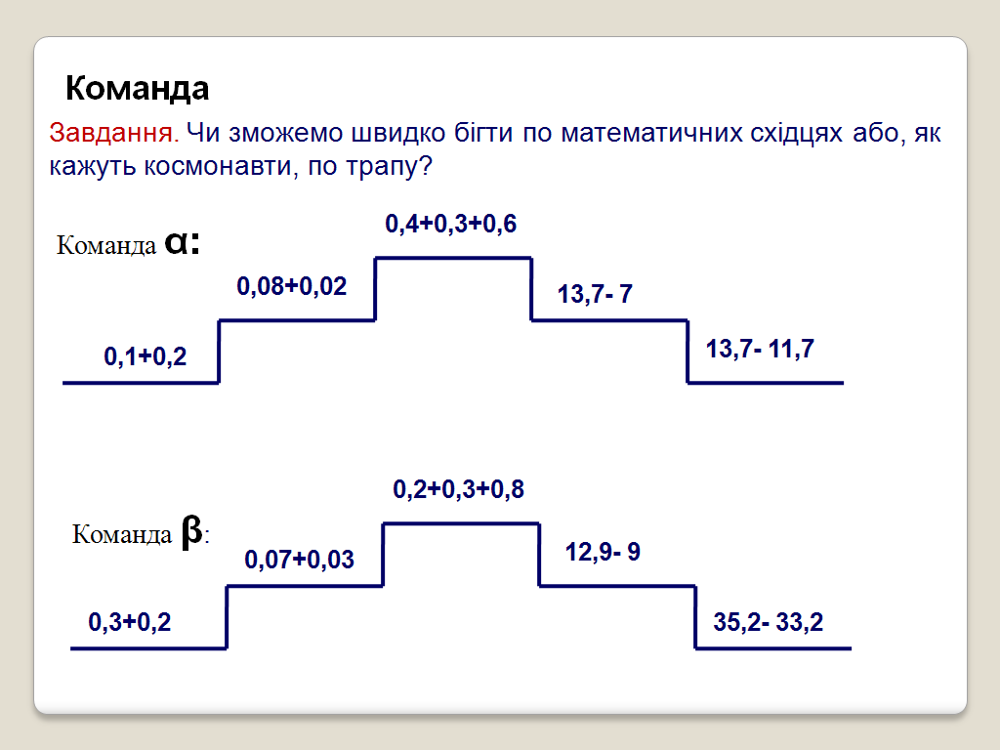 Команда
Завдання. Чи зможемо швидко бігти по математичних східцях або, як
кажуть космонавти, по трапу?
Команда α:
0,4+0,3+0,6
0,08+0,02
13,7- 7
0,1+0,2
13,7- 11,7
Команда β:
0,2+0,3+0,8
0,07+0,03
12,9- 9
0,3+0,2
35,2- 33,2